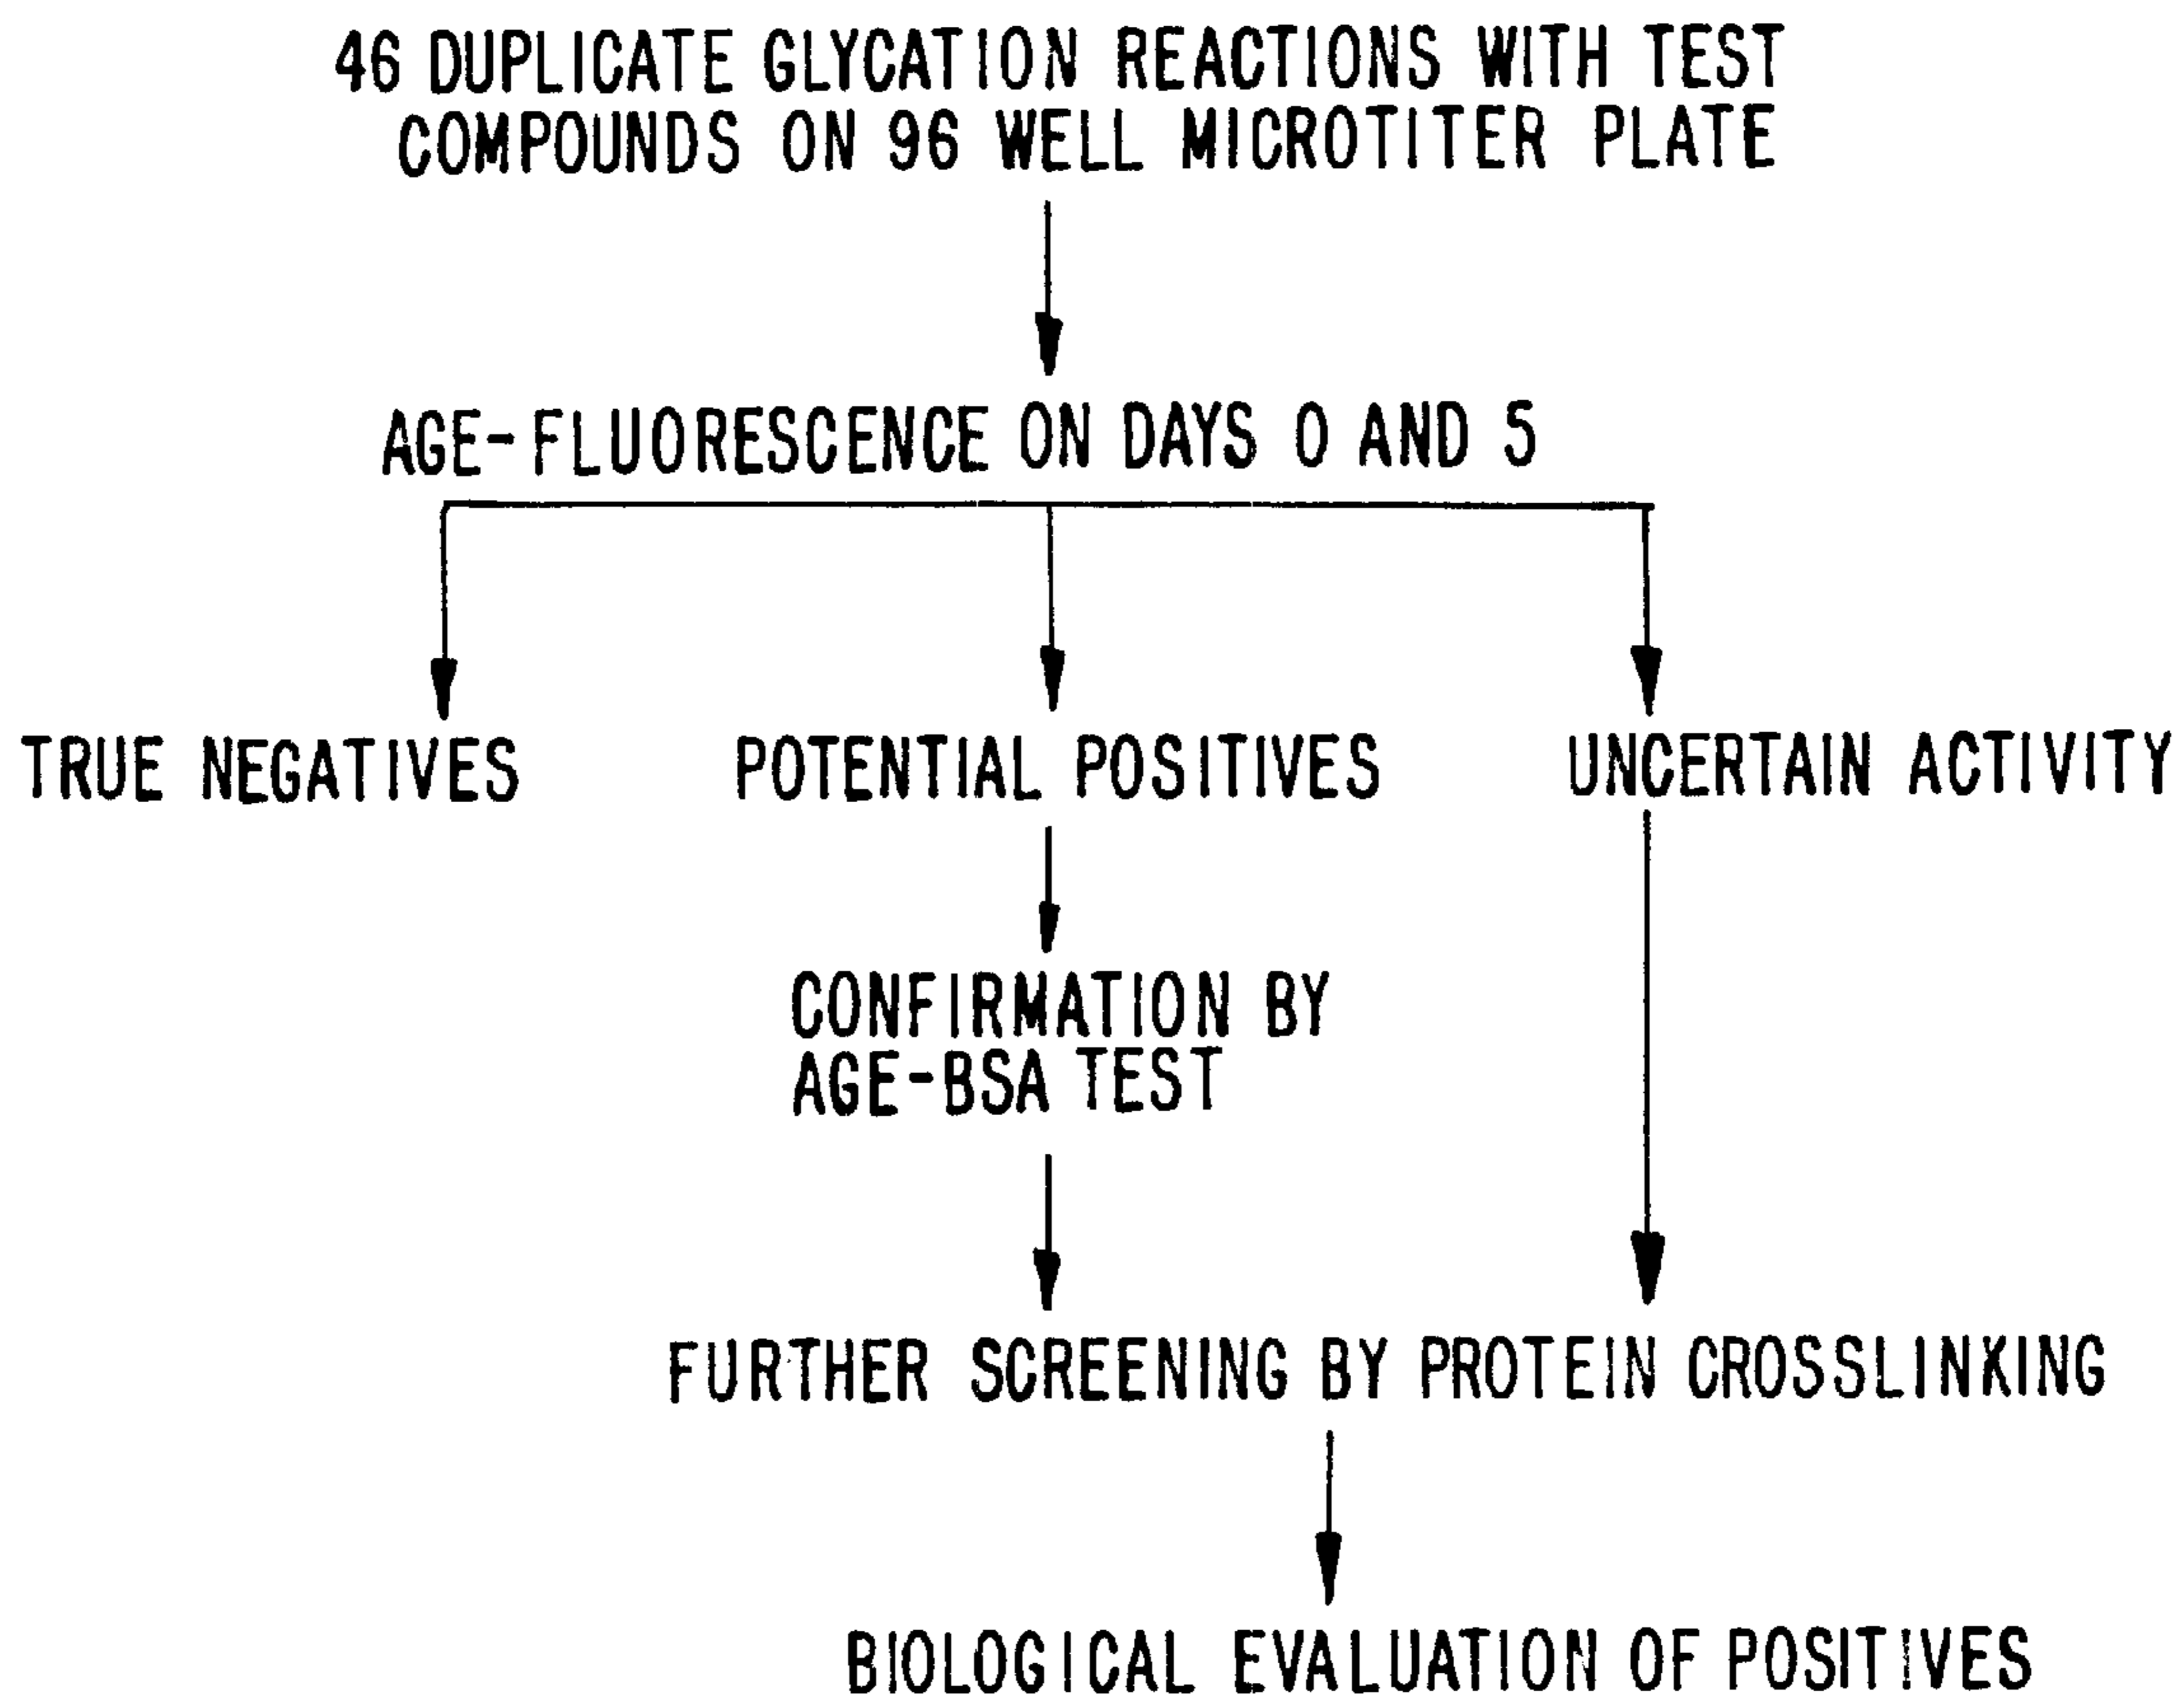 46 DUPLICATE GLYCATION REACTIONS WITH TEST
COMPOUNDS ON 96 WELL MICROTITER PLATE
AGE-FLUORESCENCE ON DAYS 0 AND 5
TRUE NEGATIVES
POTENTIAL POSITIVES
UNCERTAIN ACTIVITY
CONFIRMATION BY
AGE-BSA TEST
FURTHER SCREENING BY PROTEIN CROSSLINKING
BIOLOGICAL EVALUATION OF POSITIVES